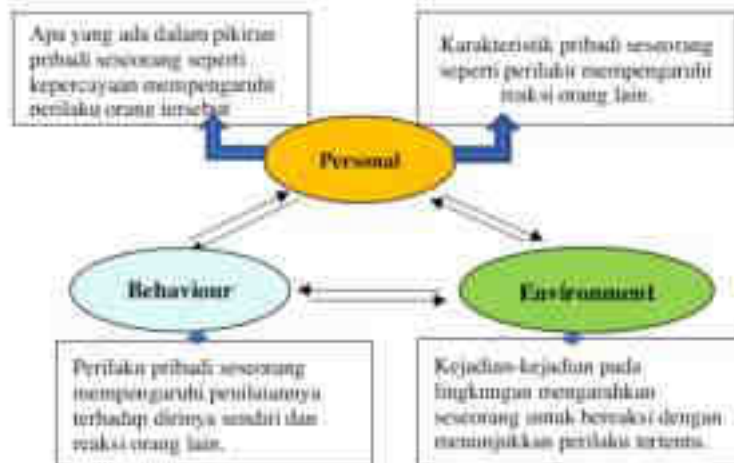 Apa yang ada dalam pikiran
pribadi seseorang seperti
kepercayaan mempengaruhi
perilaku orang tersebut
Karakteristik pribadi seseorang
seperti perilaku mempengaruhi
reaksi orang lain.
Personal
Behaviour
Environment
Perilaku pribadi seseorang
mempengaruhi penilaiannya
terhadap dirinya sendiri dan
reaksi orang lain.
Kejadian-kejadian pada
lingkungan mengarahkan
seseorang untuk bereaksi dengan
menunjukkan perilaku tertentu.